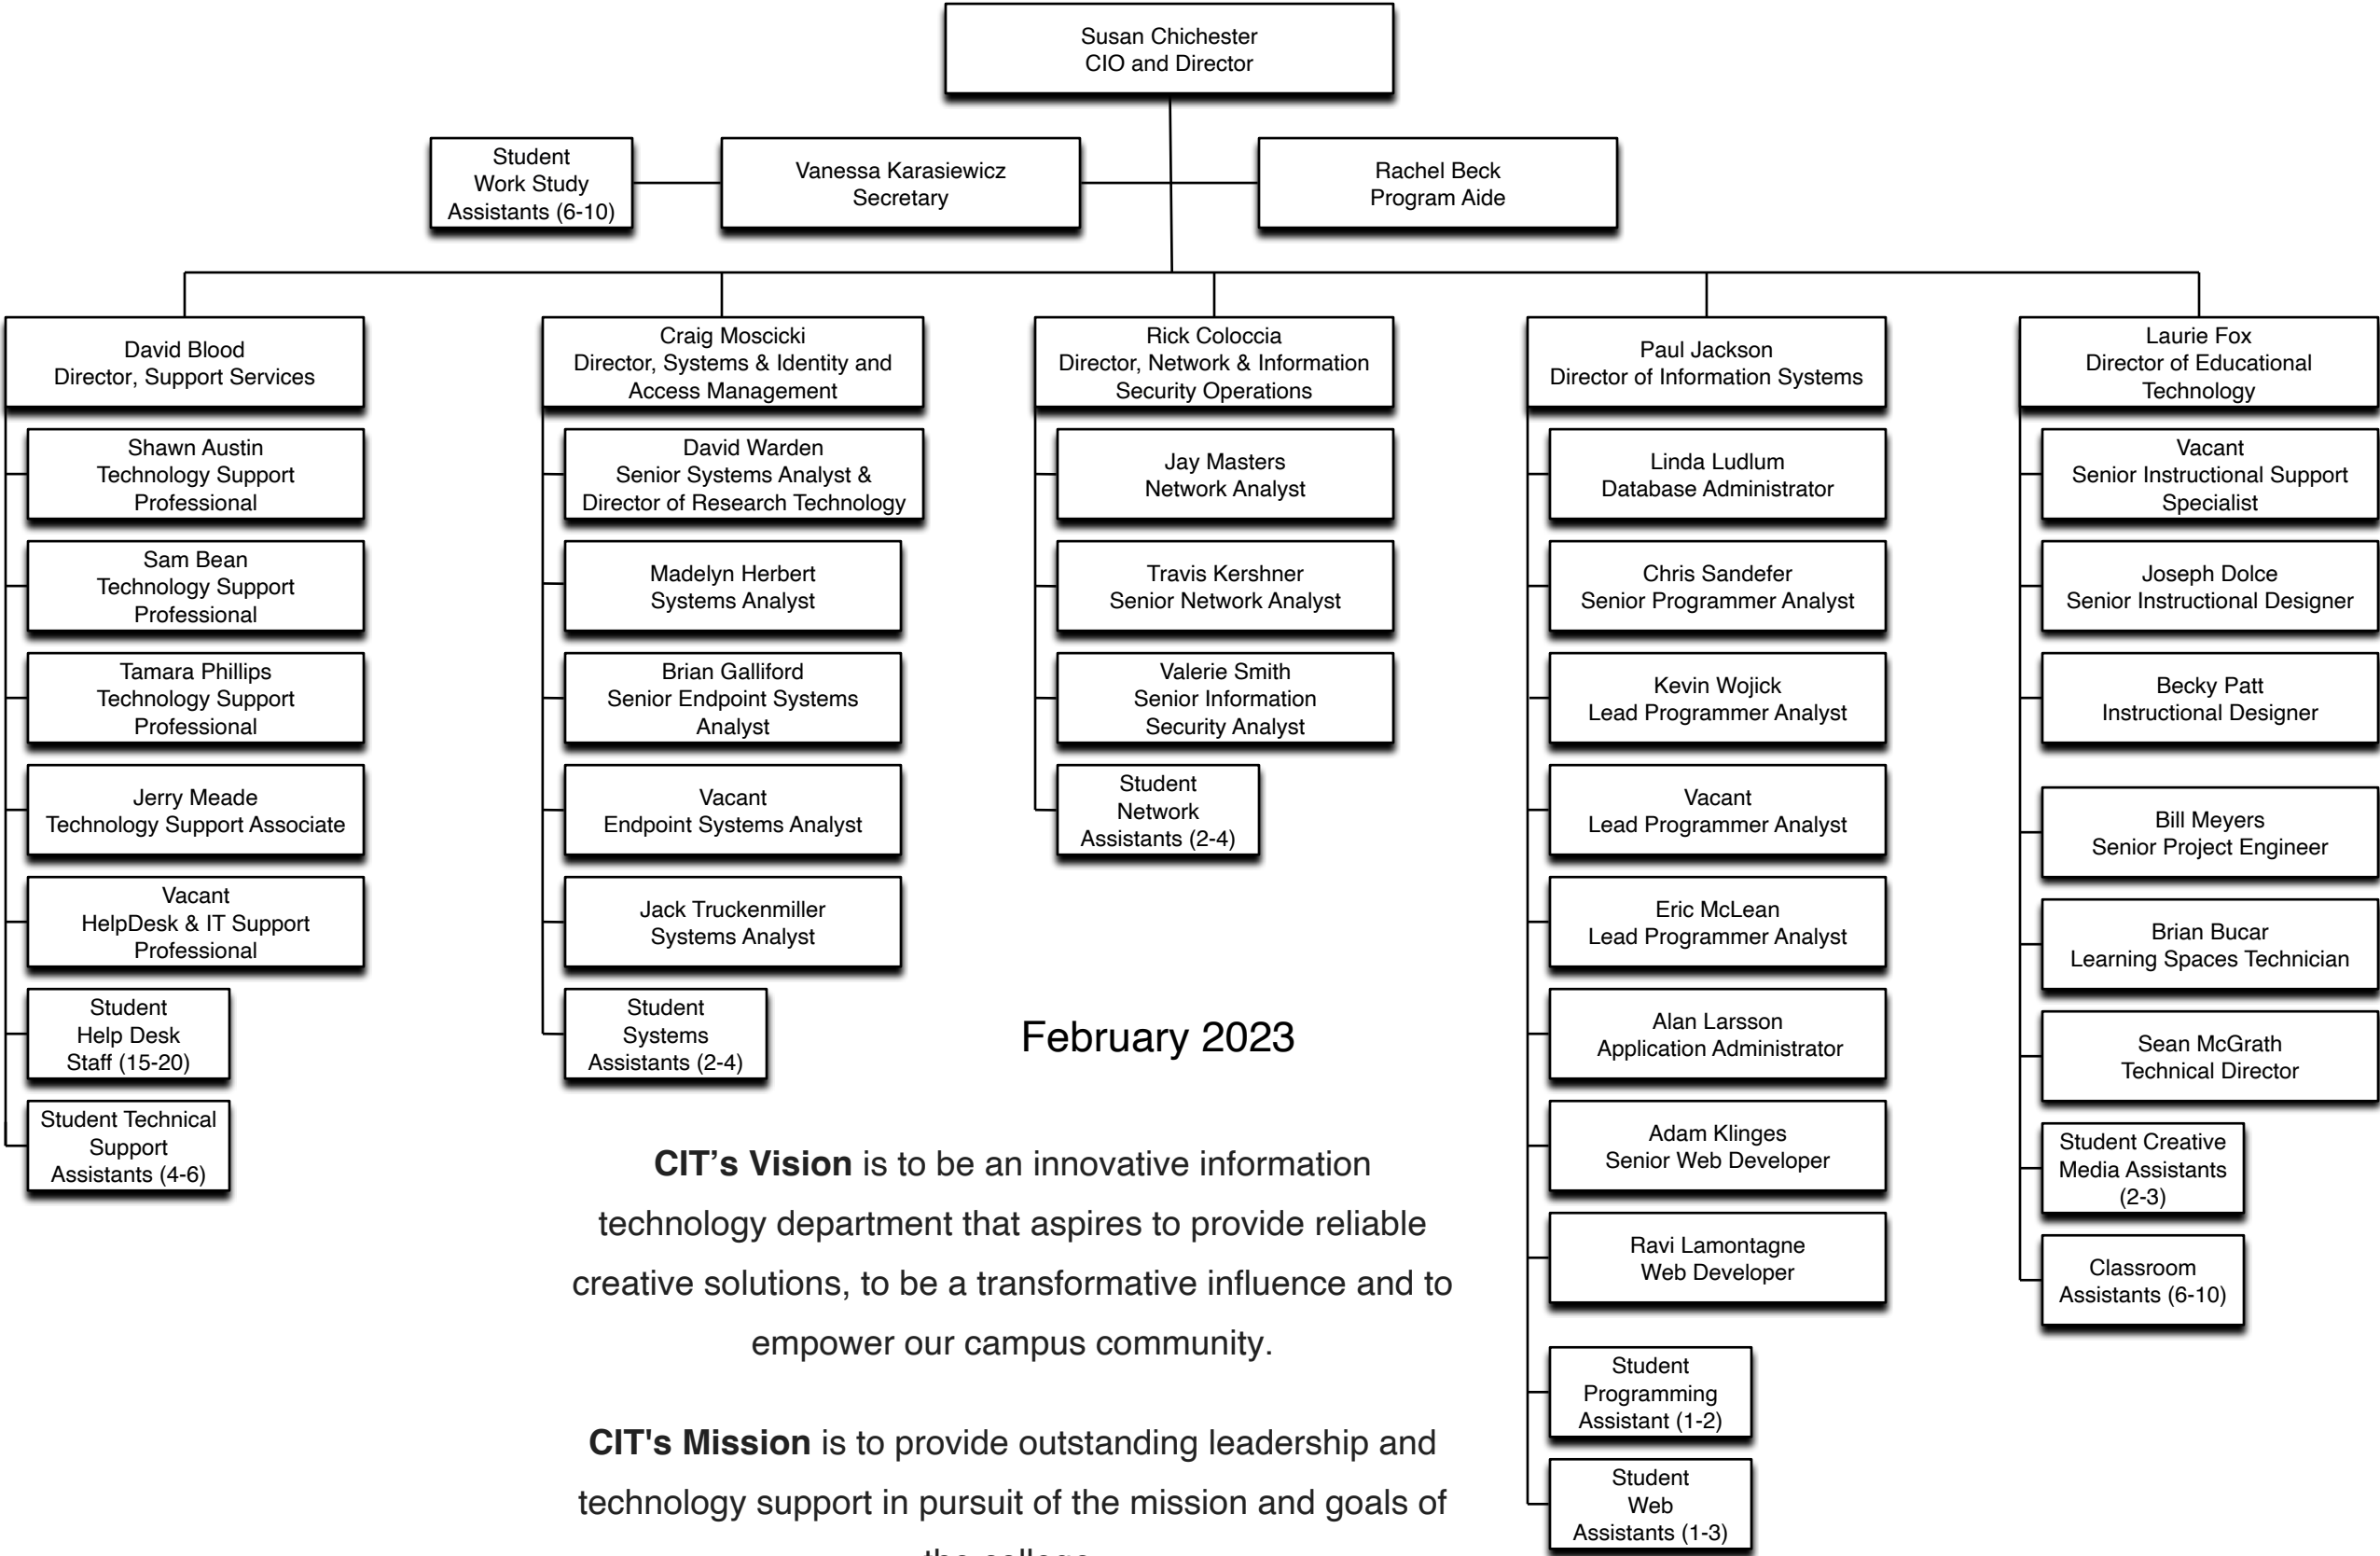 Susan Chichester
CIO and Director
Student
Work Study
Assistants (6-10)
Vanessa Karasiewicz
Secretary
Rachel Beck
Program Aide
David Blood
Director, Support Services
Shawn Austin
Technology Support
Professional
Sam Bean
Technology Support
Professional
Tamara Phillips
Technology Support
Professional
Jerry Meade
Technology Support Associate
Vacant
HelpDesk & IT Support
Professional
Student
Help Desk
Staff (15-20)
Student Technical
Support
Assistants (4-6)
Craig Moscicki
Director, Systems & Identity and
Access Management
David Warden
Senior Systems Analyst &
Director of Research Technology
Madelyn Herbert
Systems Analyst
Brian Galliford
Senior Endpoint Systems
Analyst
Vacant
Endpoint Systems Analyst
Jack Truckenmiller
Systems Analyst
Student
Systems
Assistants (2-4)
Rick Coloccia
Director, Network & Information
Security Operations
Jay Masters
Network Analyst
Travis Kershner
Senior Network Analyst
Valerie Smith
Senior Information
Security Analyst
Student
Network
Assistants (2-4)
Paul Jackson
Director of Information Systems
Linda Ludlum
Database Administrator
Chris Sandefer
Senior Programmer Analyst
Kevin Wojick
Lead Programmer Analyst
Vacant
Lead Programmer Analyst
Eric McLean
Lead Programmer Analyst
Alan Larsson
Application Administrator
Adam Klinges
Senior Web Developer
Ravi Lamontagne
Web Developer
Student
Programming
Assistant (1-2)
Student
Web
Assistants (1-3)
Laurie Fox
Director of Educational
Technology
Vacant
Senior Instructional Support
Specialist
Joseph Dolce
Senior Instructional Designer
Becky Patt
Instructional Designer
Bill Meyers
Senior Project Engineer
Brian Bucar
Learning Spaces Technician
Sean McGrath
Technical Director
Student Creative
Media Assistants
(2-3)
Classroom
Assistants (6-10)
February 2023
CIT’s Vision is to be an innovative information
technology department that aspires to provide reliable
creative solutions, to be a transformative influence and to
empower our campus community.
CIT's Mission is to provide outstanding leadership and
technology support in pursuit of the mission and goals of